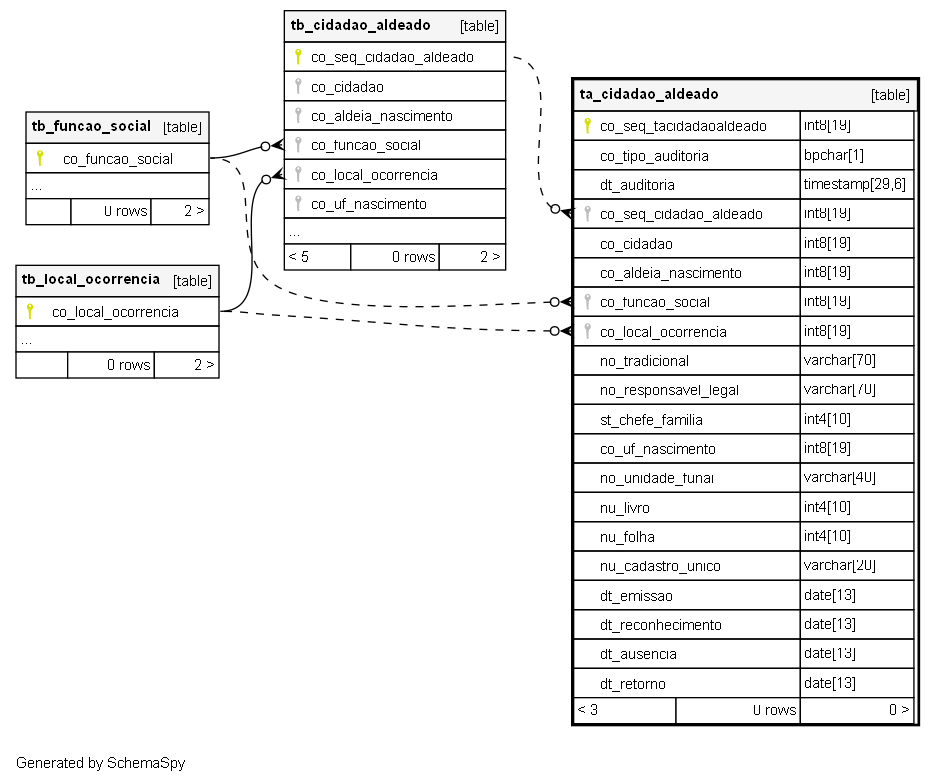 tb_cidadao_aldeado [table]
co_seq_cidadao_aldeado
co_cidadao
co_aldeia_nascimento
co_funcao_social
co_local_ocorrencia
co_uf_nascimento
...
< 5 0 rows 2 >
tb_funcao_social [table]
co_funcao_social
...
0 rows 2 >
tb_local_ocorrencia [table]
co_local_ocorrencia
...
0 rows 2 >
ta_cidadao_aldeado [table]
co_seq_tacidadaoaldeado int8[19]
co_tipo_auditoria bpchar[1]
dt_auditoria timestamp[29,6]
co_seq_cidadao_aldeado int8[19]
co_cidadao int8[19]
co_aldeia_nascimento int8[19]
co_funcao_social int8[19]
co_local_ocorrencia int8[19]
no_tradicional varchar[70]
no_responsavel_legal varchar[70]
st_chefe_familia int4[10]
co_uf_nascimento int8[19]
no_unidade_funai varchar[40]
nu_livro int4[10]
nu_folha int4[10]
nu_cadastro_unico varchar[20]
dt_emissao date[13]
dt_reconhecimento date[13]
dt_ausencia date[13]
dt_retorno date[13]
< 3 0 rows 0 >
Generated by SchemaSpy